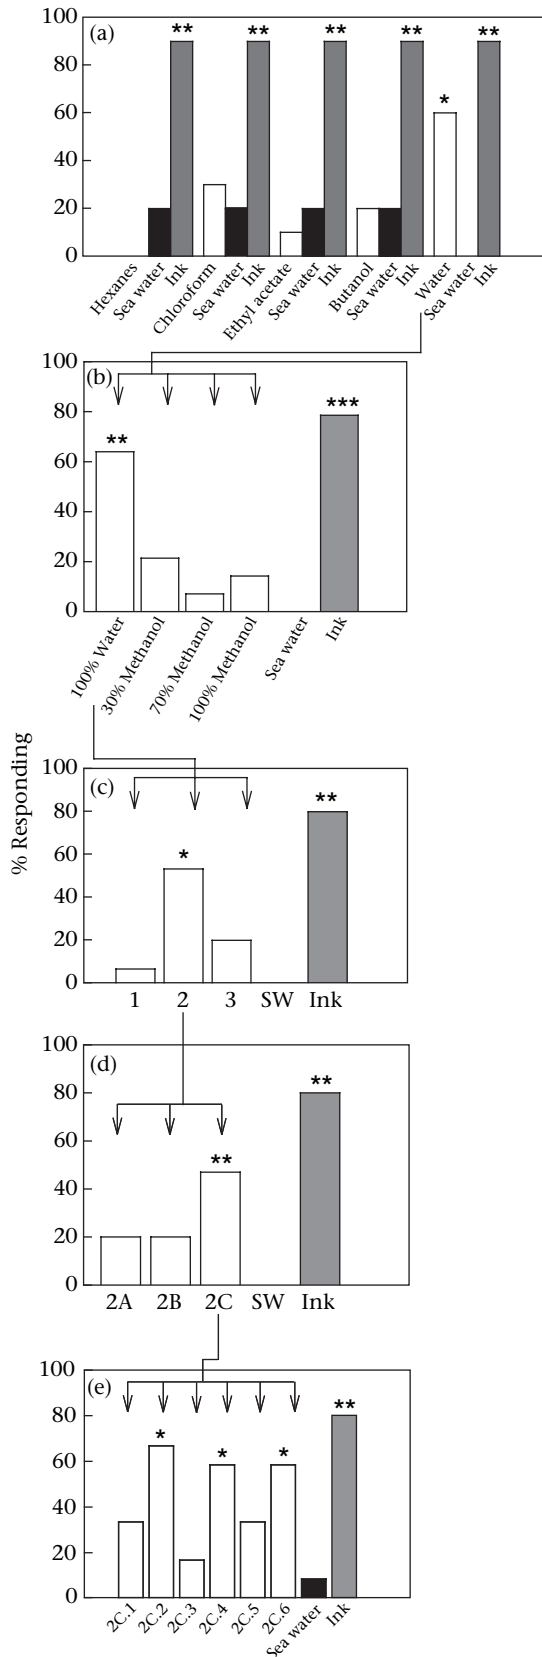 % Responding
100
80
60
40
20
0
(a)
** ** ** ** * **
Hexanes
Sea water
Ink
Chloroform
Sea water
Ink
Ethyl acetate
Sea water
Ink
Butanol
Sea water
Ink
Water
Sea water
Ink
100
80
60
40
20
0
(b)
** ***
100% Water
30% Methanol
70% Methanol
100% Methanol
Sea water
Ink
100
80
60
40
20
0
(c)
* **
1 2 3 SW Ink
100
80
60
40
20
0
(d)
** **
2A 2B 2C SW Ink
100
80
60
40
20
0
(e)
* * * **
2C.1
2C.2
2C.3
2C.4
2C.5
2C.6
Sea water
Ink